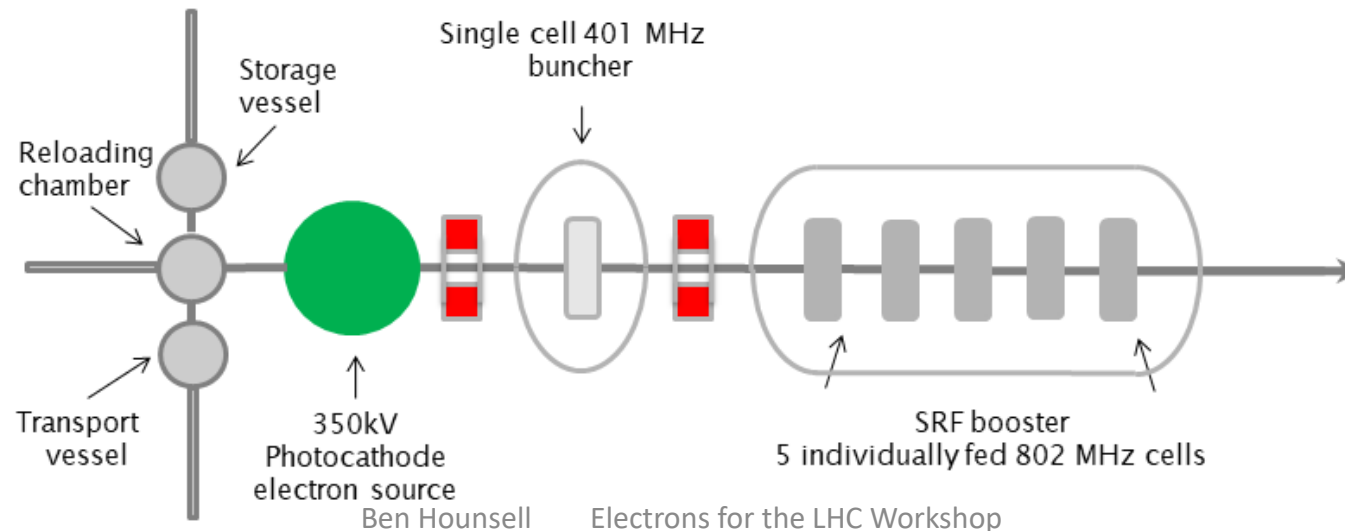 Single cell 401 MHz
buncher
Storage
vessel
Reloading
chamber
Transport
vessel
350kV
Photocathode
electron source
SRF booster
5 individually fed 802 MHz cells
Ben Hounsell Electrons for the LHC Workshop